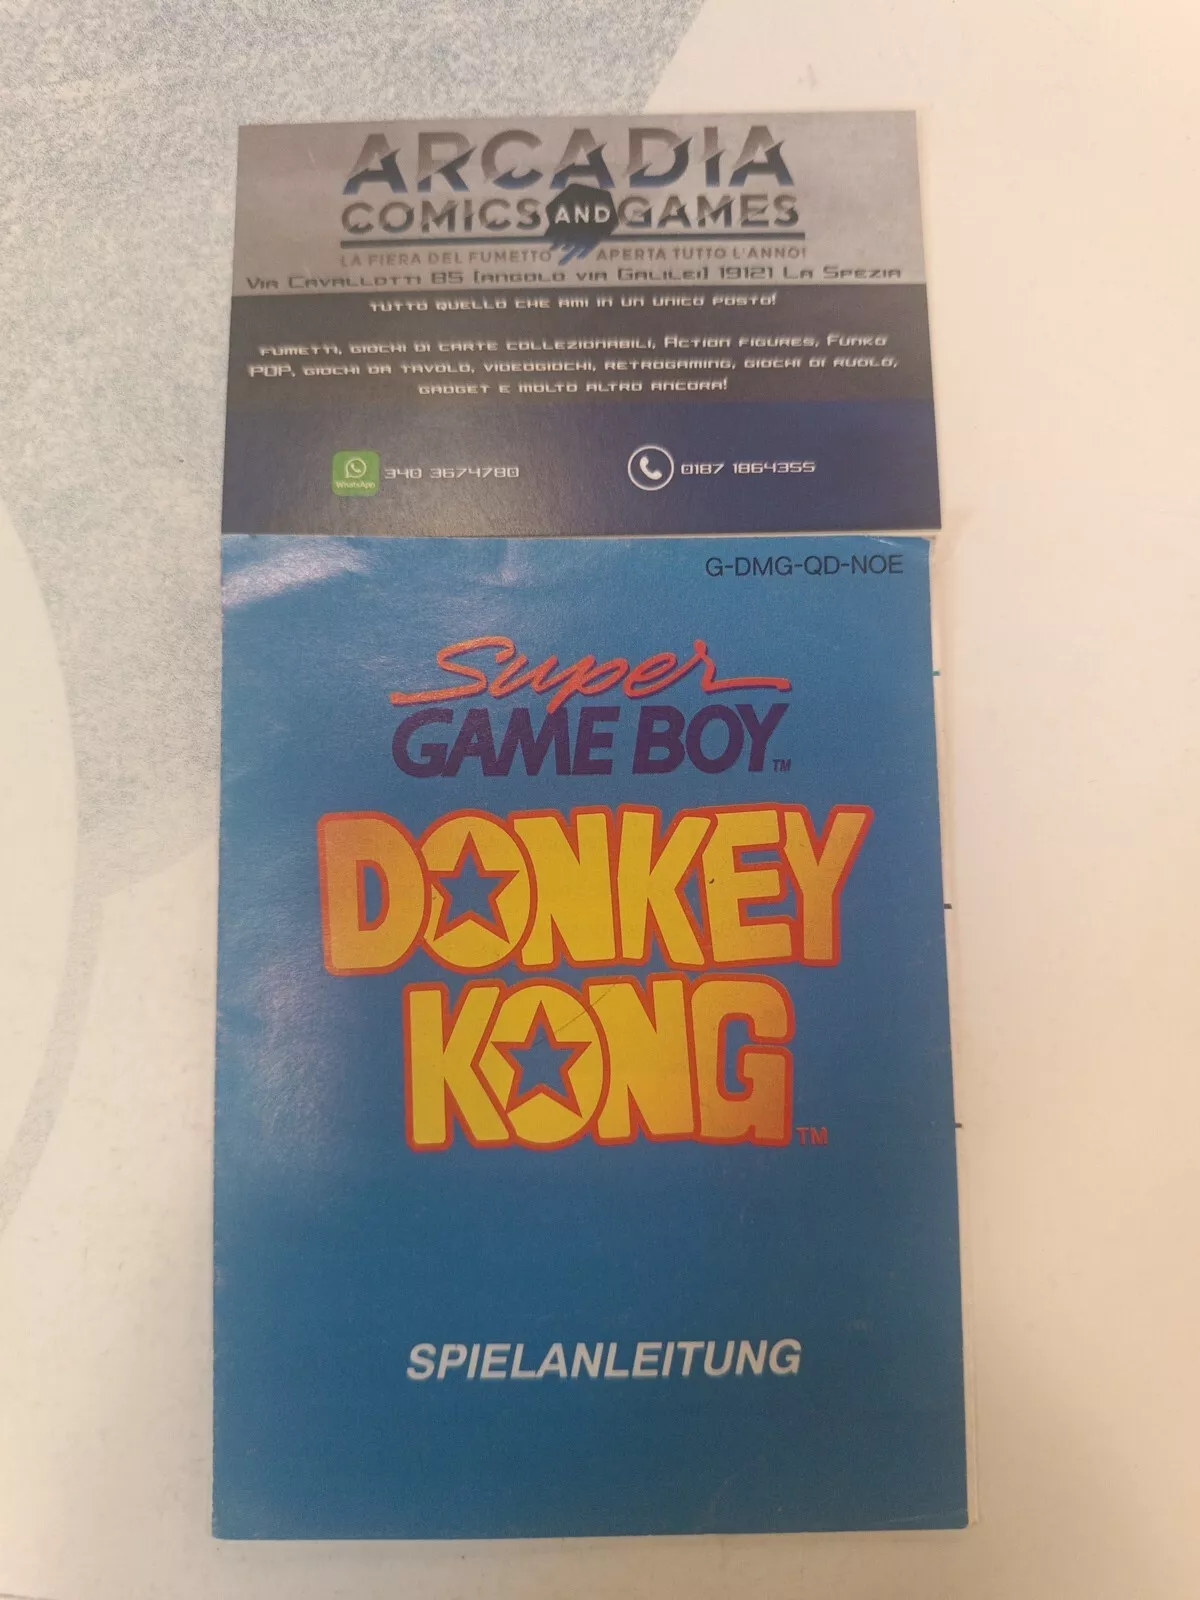 ARCADIA
COMICS AND GAMES
LA FIERA DEL FUMETTO APERTA TUTTO L'ANNO!
Via Cavallotti 85 (angolo via Galilei) 19121 La Spezia
tutto quello che ami in un unico posto!
fumetti, giochi di carte collezionabili, Action figures, Funko
POP, giochi da tavolo, videogiochi, retrogaming, giochi di ruolo,
gadget e molto altro ancora!
WhatsApp 340 3674780
0187 1864355
G-DMG-QD-NOE
Super
GAME BOY TM
DONKEY
KONG TM
SPIELANLEITUNG